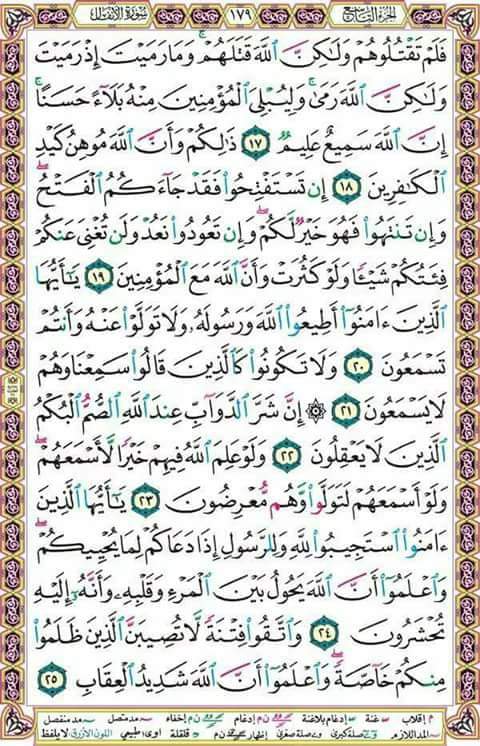 الجزء التاسع
١٧٩
سورة الأنفال
فَلَمْ تَقْتُلُوهُمْ وَلَٰكِنَّ ٱللَّهَ قَتَلَهُمْ ۚ وَمَا رَمَيْتَ إِذْ رَمَيْتَ
وَلَٰكِنَّ ٱللَّهَ رَمَىٰ ۚ وَلِيُبْلِىَ ٱلْمُؤْمِنِينَ مِنْهُ بَلَآءً حَسَنًا ۚ
إِنَّ ٱللَّهَ سَمِيعٌ عَلِيمٌ ١٧ ذَٰلِكُمْ وَأَنَّ ٱللَّهَ مُوهِنُ كَيْدِ
ٱلْكَٰفِرِينَ ١٨ إِن تَسْتَفْتِحُوا۟ فَقَدْ جَآءَكُمُ ٱلْفَتْحُ ۖ
وَإِن تَنتَهُوا۟ فَهُوَ خَيْرٌ لَّكُمْ ۖ وَإِن تَعُودُوا۟ نَعُدْ وَلَن تُغْنِىَ عَنكُمْ
فِئَتُكُمْ شَيْـًٔا وَلَوْ كَثُرَتْ وَأَنَّ ٱللَّهَ مَعَ ٱلْمُؤْمِنِينَ ١٩ يَٰٓأَيُّهَا
ٱلَّذِينَ ءَامَنُوٓا۟ أَطِيعُوا۟ ٱللَّهَ وَرَسُولَهُۥ وَلَا تَوَلَّوْا۟ عَنْهُ وَأَنتُمْ
تَسْمَعُونَ ٢٠ وَلَا تَكُونُوا۟ كَٱلَّذِينَ قَالُوا۟ سَمِعْنَا وَهُمْ
لَا يَسْمَعُونَ ٢١ ۞ إِنَّ شَرَّ ٱلدَّوَآبِّ عِندَ ٱللَّهِ ٱلصُّمُّ ٱلْبُكْمُ
ٱلَّذِينَ لَا يَعْقِلُونَ ٢٢ وَلَوْ عَلِمَ ٱللَّهُ فِيهِمْ خَيْرًا لَّأَسْمَعَهُمْ ۖ
وَلَوْ أَسْمَعَهُمْ لَتَوَلَّوا۟ وَّهُم مُّعْرِضُونَ ٢٣ يَٰٓأَيُّهَا ٱلَّذِينَ
ءَامَنُوا۟ ٱسْتَجِيبُوا۟ لِلَّهِ وَلِلرَّسُولِ إِذَا دَعَاكُمْ لِمَا يُحْيِيكُمْ ۖ
وَٱعْلَمُوٓا۟ أَنَّ ٱللَّهَ يَحُولُ بَيْنَ ٱلْمَرْءِ وَقَلْبِهِۦ وَأَنَّهُۥٓ إِلَيْهِ
تُحْشَرُونَ ٢٤ وَٱتَّقُوا۟ فِتْنَةً لَّا تُصِيبَنَّ ٱلَّذِينَ ظَلَمُوا۟
مِنكُمْ خَآصَّةً ۖ وَٱعْلَمُوٓا۟ أَنَّ ٱللَّهَ شَدِيدُ ٱلْعِقَابِ ٢٥
إقلاب غنة إدغام بلاغنة ن م إدغام ن م إخفاء مد متصل مد منفصل
المد اللازم صلة كبرى صلة صغرى إظهار ن م قلقلة طبيعي اللون الأزرق لا يلفظ